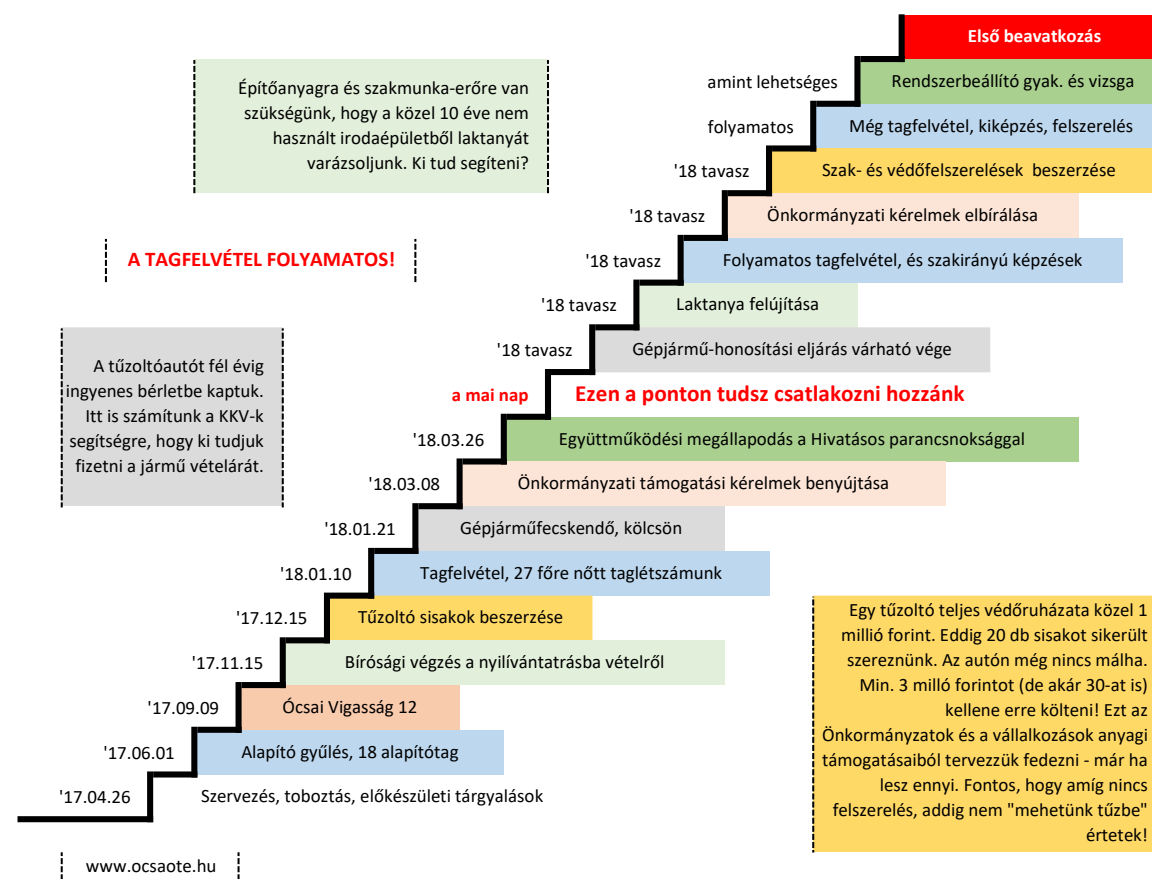 Első beavatkozás
amint lehetséges Rendszerbeállító gyak. és vizsga
folyamatos Még tagfelvétel, kiképzés, felszerelés
'18 tavasz Szak- és védőfelszerelések beszerzése
'18 tavasz Önkormányzati kérelmek elbírálása
'18 tavasz Folyamatos tagfelvétel, és szakirányú képzések
'18 tavasz Laktanya felújítása
'18 tavasz Gépjármű-honosítási eljárás várható vége
a mai nap Ezen a ponton tudsz csatlakozni hozzánk
'18.03.26 Együttműködési megállapodás a Hivatásos parancsnoksággal
'18.03.08 Önkormányzati támogatási kérelmek benyújtása
'18.01.21 Gépjárműfecskendő, kölcsön
'18.01.10 Tagfelvétel, 27 főre nőtt taglétszámunk
'17.12.15 Tűzoltó sisakok beszerzése
'17.11.15 Bírósági végzés a nyilívántatrásba vételről
'17.09.09 Ócsai Vigasság 12
'17.06.01 Alapító gyűlés, 18 alapítótag
'17.04.26 Szervezés, toboztás, előkészületi tárgyalások
Építőanyagra és szakmunka-erőre van
szükségünk, hogy a közel 10 éve nem
használt irodaépületből laktanyát
varázsoljunk. Ki tud segíteni?
A TAGFELVÉTEL FOLYAMATOS!
A tűzoltóautót fél évig
ingyenes bérletbe kaptuk.
Itt is számítunk a KKV-k
segítségre, hogy ki tudjuk
fizetni a jármű vételárát.
Egy tűzoltó teljes védőruházata közel 1
millió forint. Eddig 20 db sisakot sikerült
szereznünk. Az autón még nincs málha.
Min. 3 milló forintot (de akár 30-at is)
kellene erre költeni! Ezt az
Önkormányzatok és a vállalkozások anyagi
támogatásaiból tervezzük fedezni - már ha
lesz ennyi. Fontos, hogy amíg nincs
felszerelés, addig nem "mehetünk tűzbe"
értetek!
www.ocsaote.hu